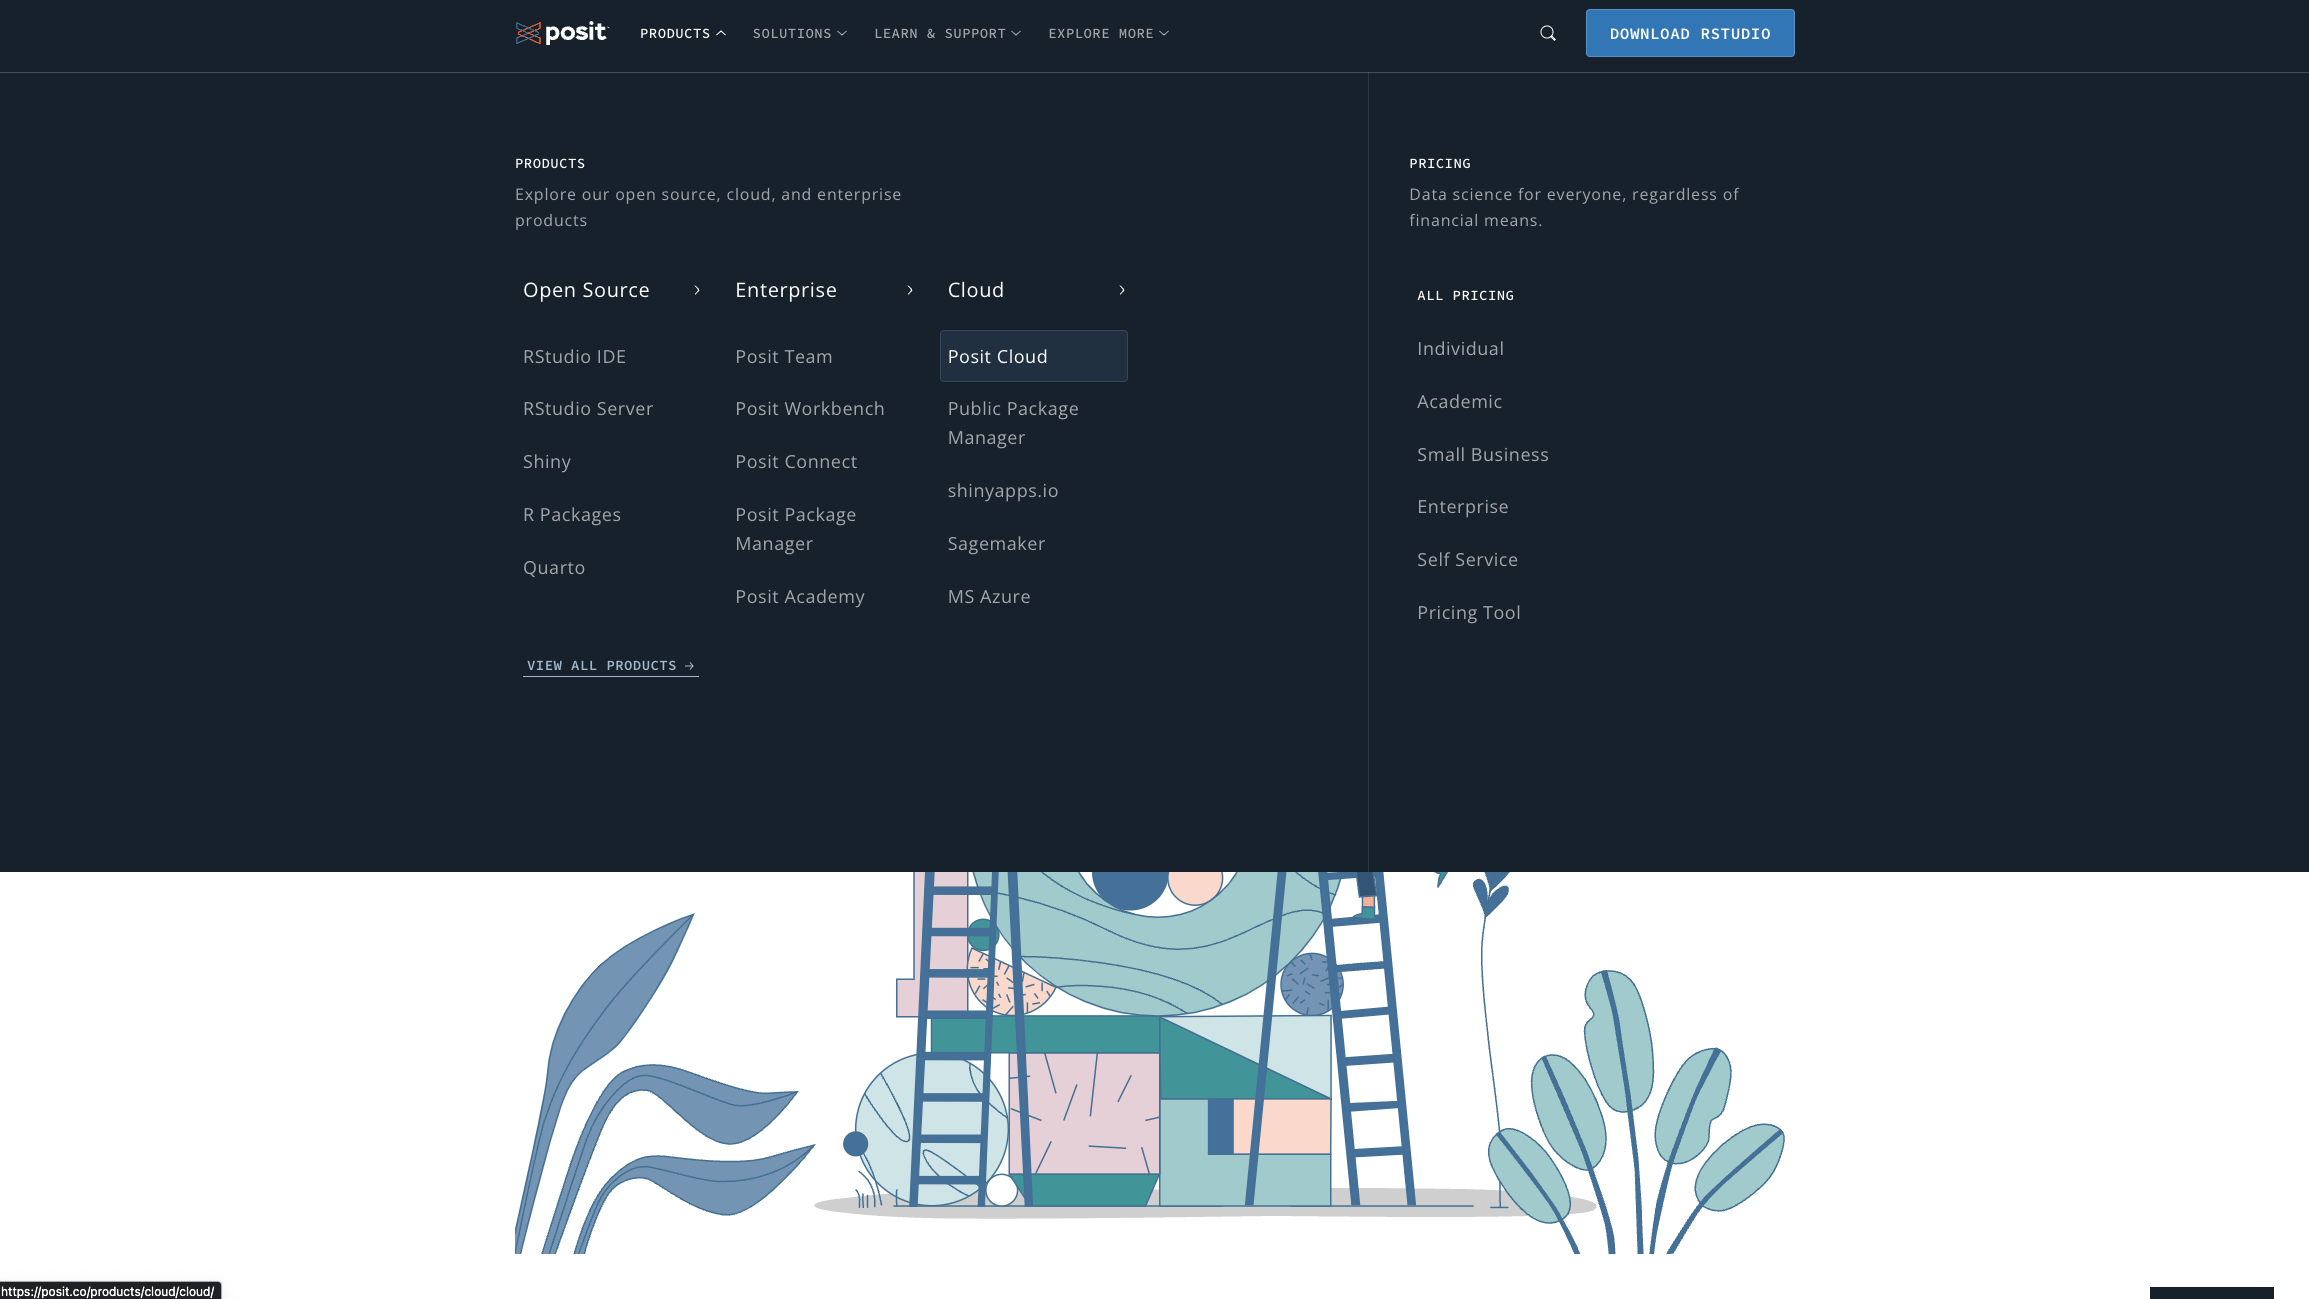 posit
PRODUCTS
SOLUTIONS
LEARN & SUPPORT
EXPLORE MORE
DOWNLOAD RSTUDIO
PRODUCTS
Explore our open source, cloud, and enterprise
products
Open Source
RStudio IDE
RStudio Server
Shiny
R Packages
Quarto
Enterprise
Posit Team
Posit Workbench
Posit Connect
Posit Package
Manager
Posit Academy
Cloud
Posit Cloud
Public Package
Manager
shinyapps.io
Sagemaker
MS Azure
VIEW ALL PRODUCTS →
PRICING
Data science for everyone, regardless of
financial means.
ALL PRICING
Individual
Academic
Small Business
Enterprise
Self Service
Pricing Tool
https://posit.co/products/cloud/cloud/